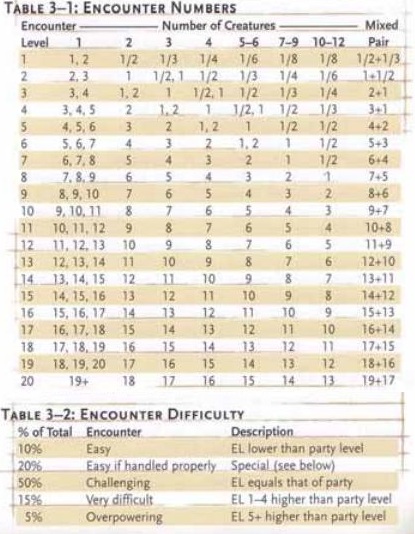 TABLE 3–1: ENCOUNTER NUMBERS
Encounter Number of Creatures Mixed
Level 1 2 3 4 5–6 7–9 10–12 Pair
1 1, 2 1/2 1/3 1/4 1/6 1/8 1/8 1/2+1/3
2 2, 3 1 1/2, 1 1/2 1/3 1/4 1/6 1+1/2
3 3, 4 1, 2 1 1/2, 1 1/2 1/3 1/4 2+1
4 3, 4, 5 2 1, 2 1 1/2, 1 1/2 1/3 3+1
5 4, 5, 6 3 2 1, 2 1 1/2 1/2 4+2
6 5, 6, 7 4 3 2 1, 2 1 1/2 5+3
7 6, 7, 8 5 4 3 2 1 1/2 6+4
8 7, 8, 9 6 5 4 3 2 1 7+5
9 8, 9, 10 7 6 5 4 3 2 8+6
10 9, 10, 11 8 7 6 5 4 3 9+7
11 10, 11, 12 9 8 7 6 5 4 10+8
12 11, 12, 13 10 9 8 7 6 5 11+9
13 12, 13, 14 11 10 9 8 7 6 12+10
14 13, 14, 15 12 11 10 9 8 7 13+11
15 14, 15, 16 13 12 11 10 9 8 14+12
16 15, 16, 17 14 13 12 11 10 9 15+13
17 16, 17, 18 15 14 13 12 11 10 16+14
18 17, 18, 19 16 15 14 13 12 11 17+15
19 18, 19, 20 17 16 15 14 13 12 18+16
20 19+ 18 17 16 15 14 13 19+17
TABLE 3–2: ENCOUNTER DIFFICULTY
% of Total Encounter Description
10% Easy EL lower than party level
20% Easy if handled properly Special (see below)
50% Challenging EL equals that of party
15% Very difficult EL 1–4 higher than party level
5% Overpowering EL 5+ higher than party level